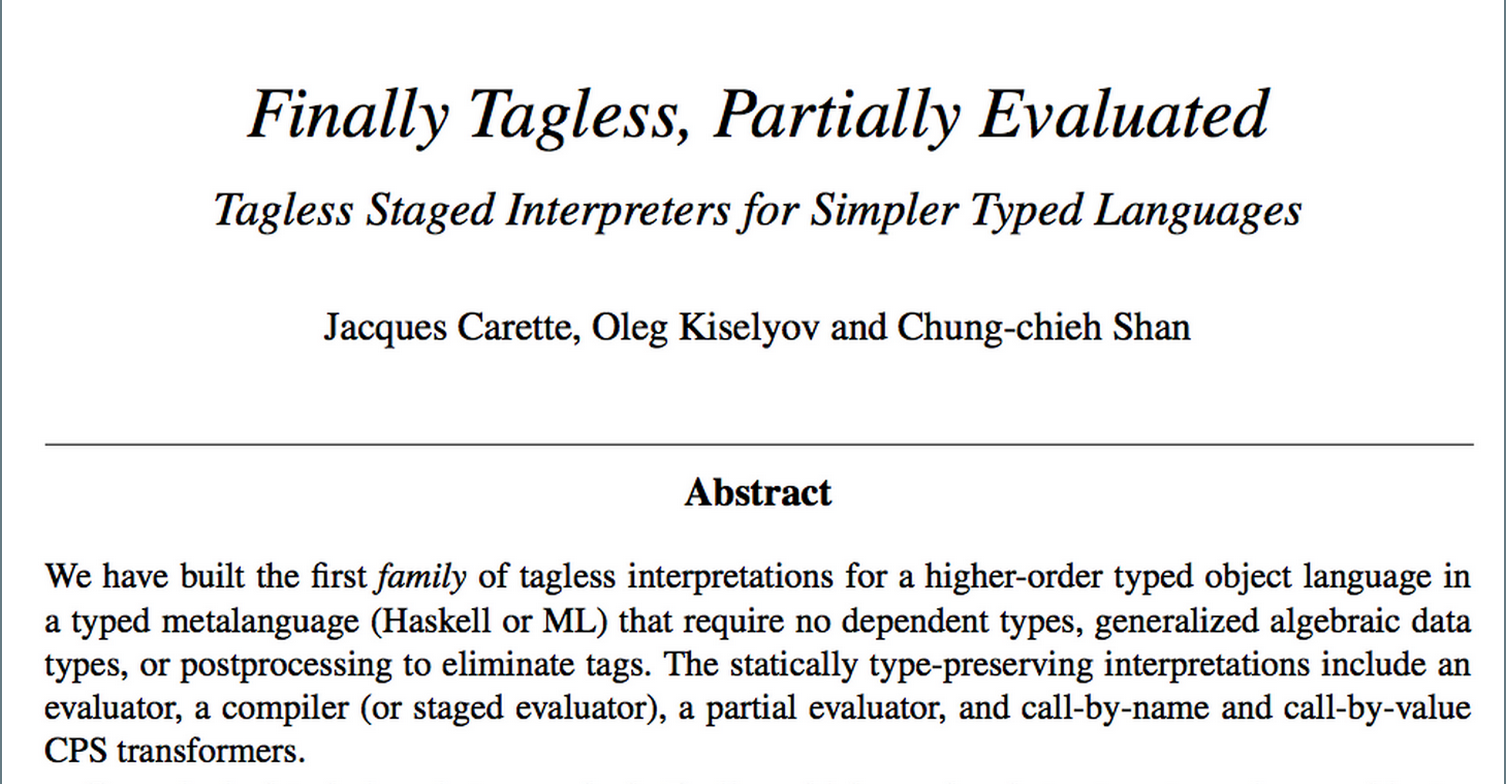 Finally Tagless, Partially Evaluated
Tagless Staged Interpreters for Simpler Typed Languages
Jacques Carette, Oleg Kiselyov and Chung-chieh Shan
Abstract
We have built the first family of tagless interpretations for a higher-order typed object language in
a typed metalanguage (Haskell or ML) that require no dependent types, generalized algebraic data
types, or postprocessing to eliminate tags. The statically type-preserving interpretations include an
evaluator, a compiler (or staged evaluator), a partial evaluator, and call-by-name and call-by-value
CPS transformers.